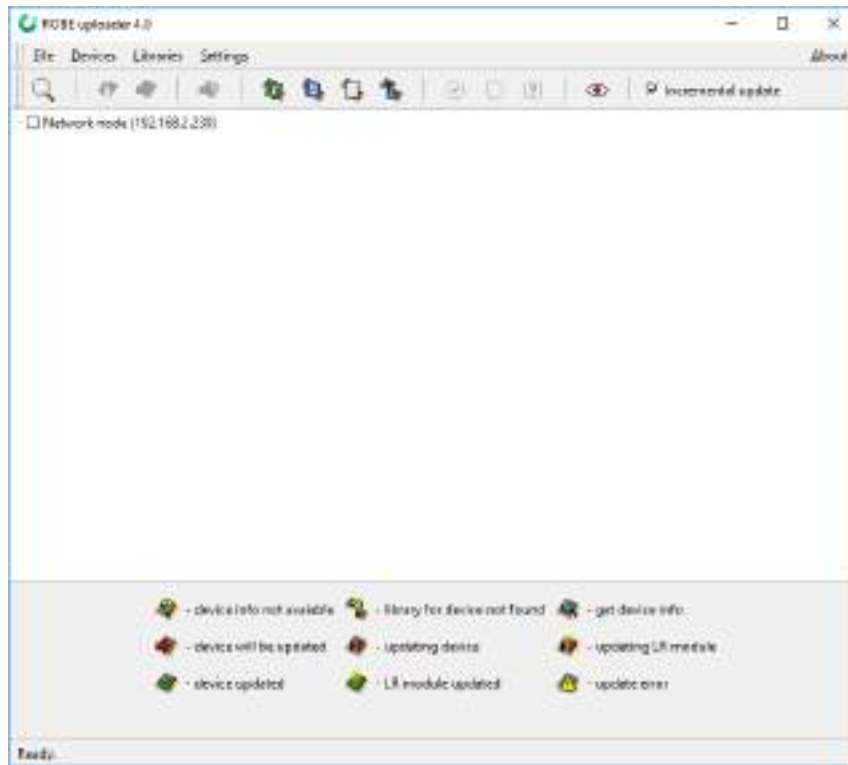 ROBE uploader 4.0
File Devices Libraries Settings About
Incremental update
Network mode (192.168.2.230)
- device info not avaible - library for device not found - get device info
- device will be updated - updating device - updating LR module
- device updated - LR module updated - update error
Ready.